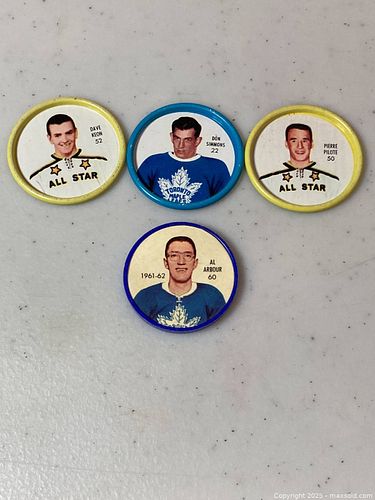 DAVE
KEON
52
ALL STAR
DON
SIMMONS
22
TORONTO
PIERRE
PILOTE
50
ALL STAR
1961-62
AL
ARBOUR
60
Copyright 2025 - maxsold.com